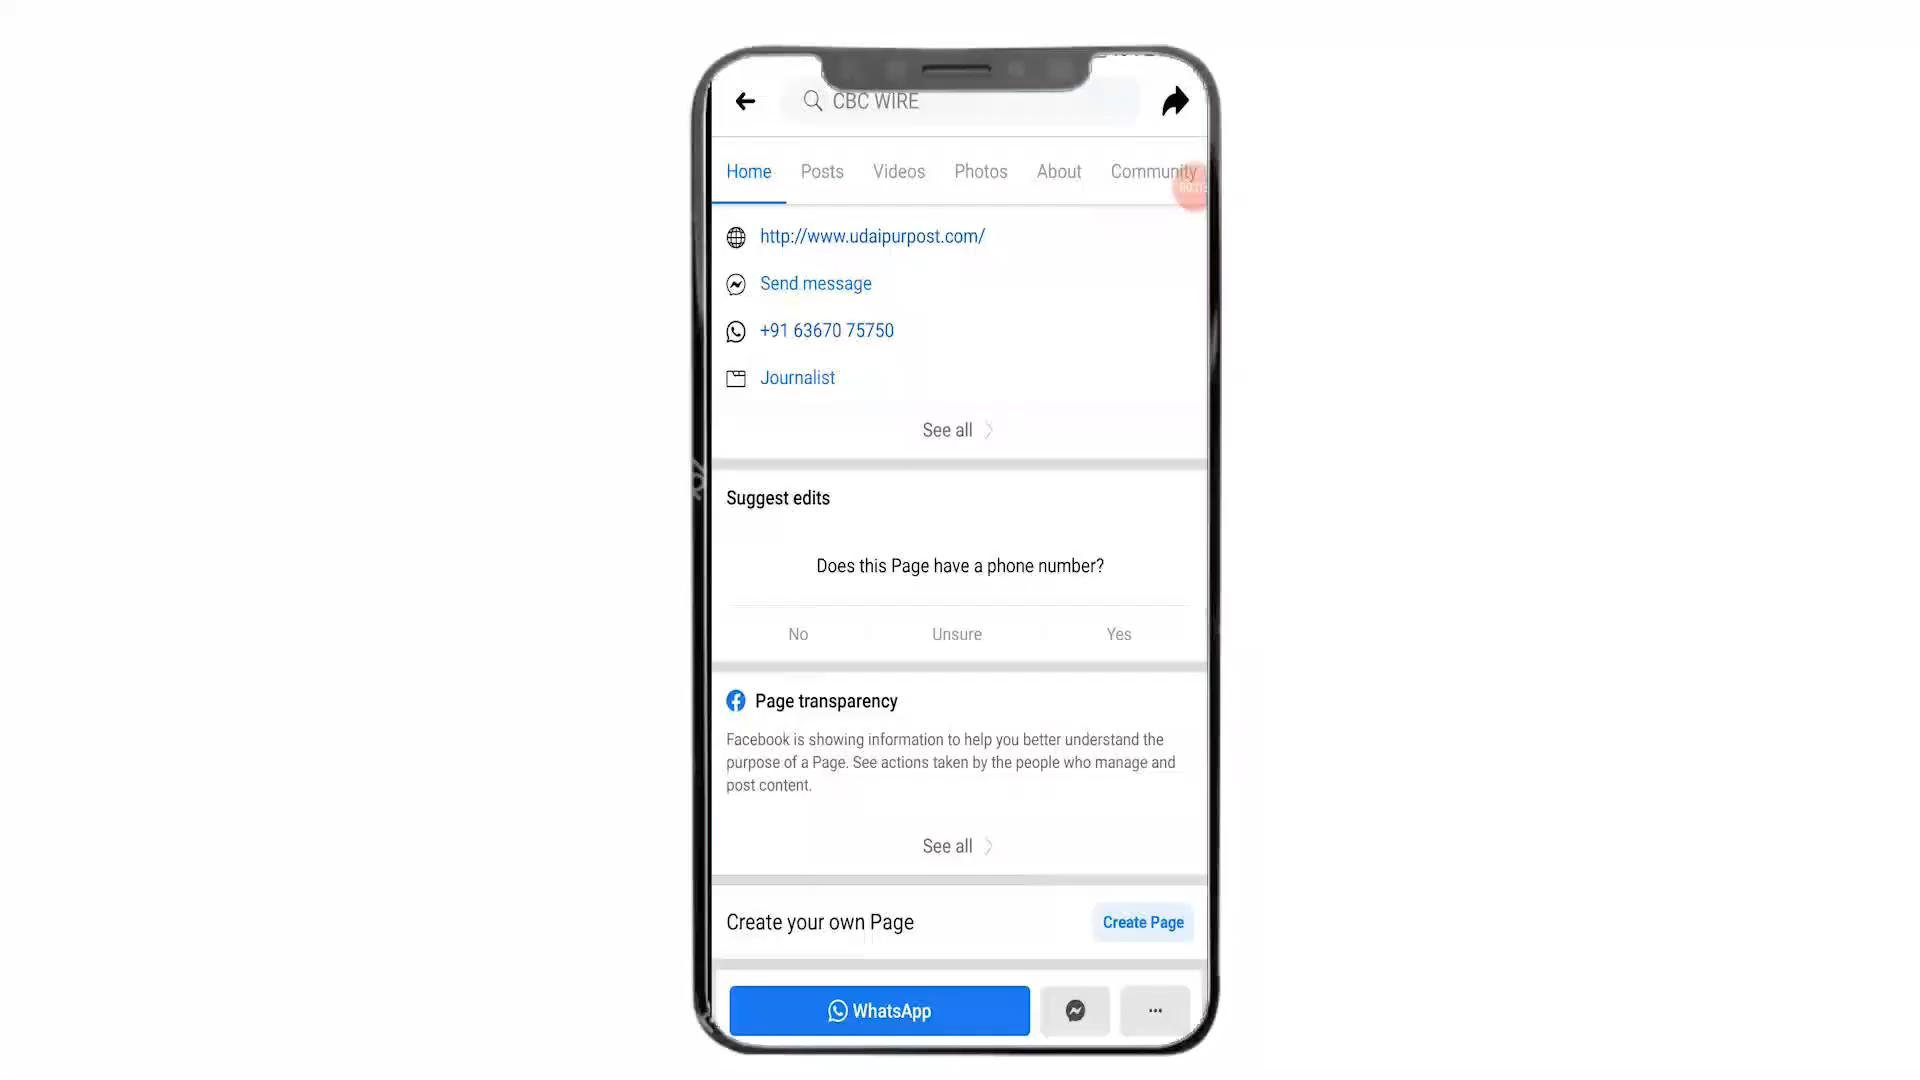 CBC WIRE
Home Posts Videos Photos About Community
http://www.udaipurpost.com/
Send message
+91 63670 75750
Journalist
See all
Suggest edits
Does this Page have a phone number?
No Unsure Yes
Page transparency
Facebook is showing information to help you better understand the
purpose of a Page. See actions taken by the people who manage and
post content.
See all
Create your own Page Create Page
WhatsApp